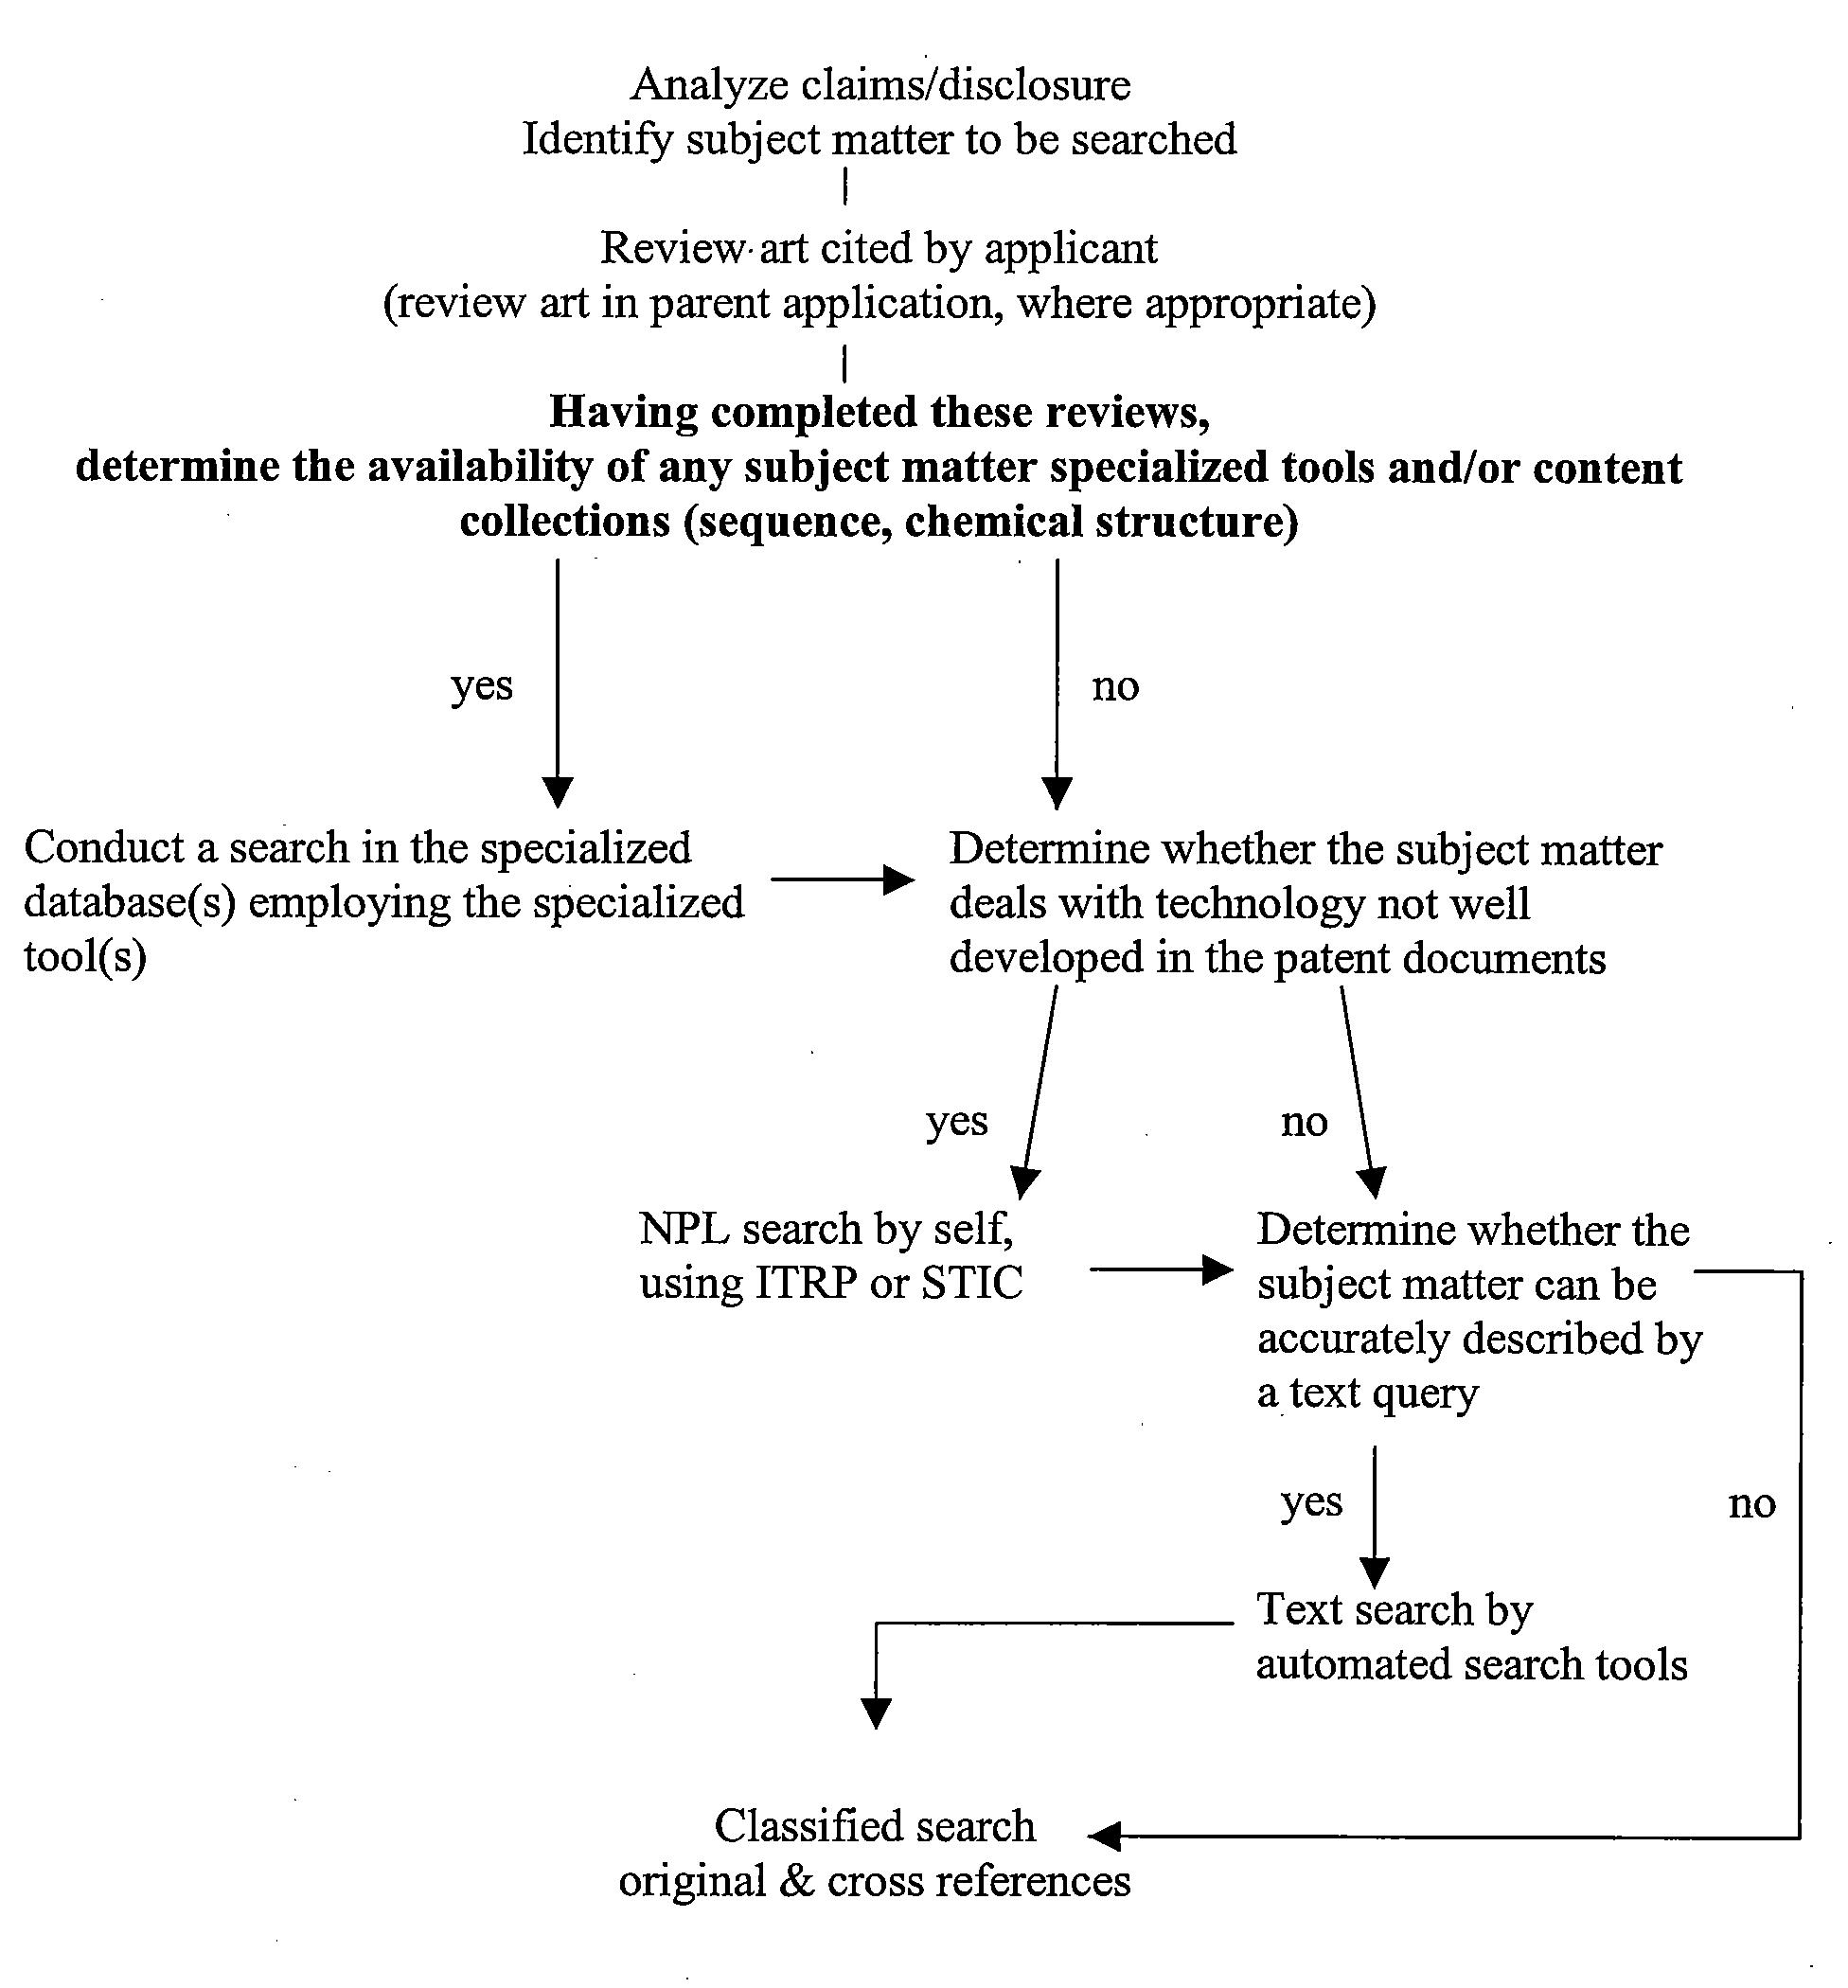 Analyze claims/disclosure
Identify subject matter to be searched
Review art cited by applicant
(review art in parent application, where appropriate)
Having completed these reviews,
determine the availability of any subject matter specialized tools and/or content
collections (sequence, chemical structure)
yes
no
Conduct a search in the specialized
database(s) employing the specialized
tool(s)
Determine whether the subject matter
deals with technology not well
developed in the patent documents
yes
no
NPL search by self,
using ITRP or STIC
Determine whether the
subject matter can be
accurately described by
a text query
yes
no
Text search by
automated search tools
Classified search
original & cross references